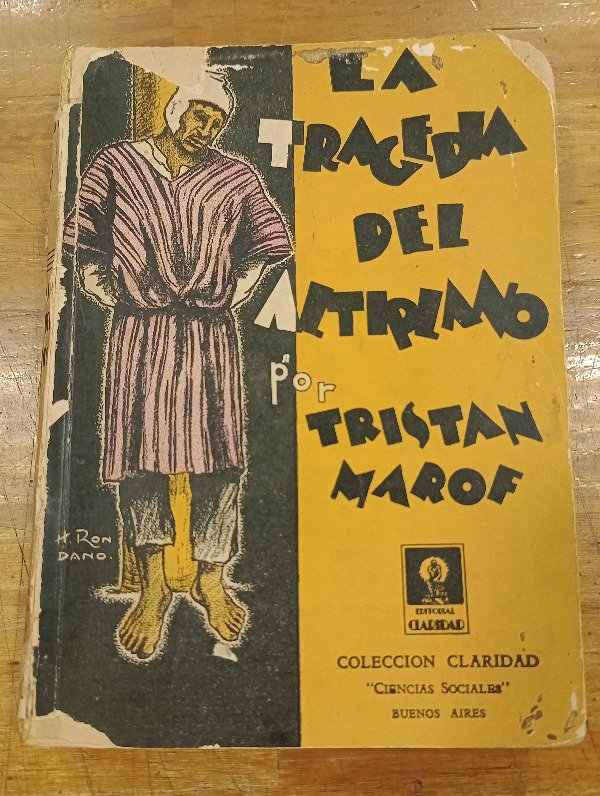 LA
TRAGEDIA
DEL
ALTIPLANO
por
TRISTAN
MAROF
H. RON
DANO.
EDITORIAL
CLARIDAD
COLECCION CLARIDAD
"CIENCIAS SOCIALES"
BUENOS AIRES